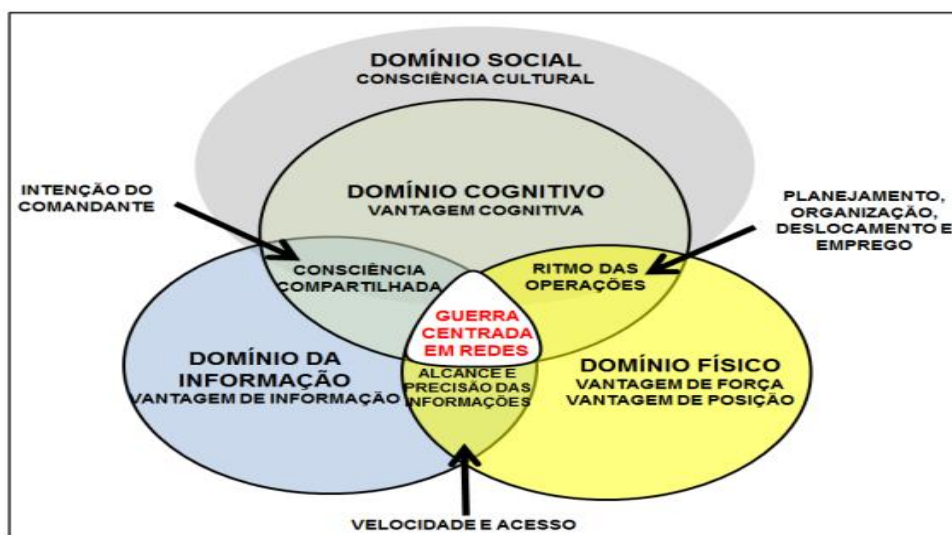 DOMÍNIO SOCIAL
CONSCIÊNCIA CULTURAL
DOMÍNIO COGNITIVO
VANTAGEM COGNITIVA
INTENÇÃO DO
COMANDANTE
PLANEJAMENTO,
ORGANIZAÇÃO,
DESLOCAMENTO E
EMPREGO
CONSCIÊNCIA
COMPARTILHADA
RITMO DAS
OPERAÇÕES
GUERRA
CENTRADA
EM REDES
DOMÍNIO DA
INFORMAÇÃO
VANTAGEM DE INFORMAÇÃO
ALCANCE E
PRECISÃO DAS
INFORMAÇÕES
DOMÍNIO FÍSICO
VANTAGEM DE FORÇA
VANTAGEM DE POSIÇÃO
VELOCIDADE E ACESSO